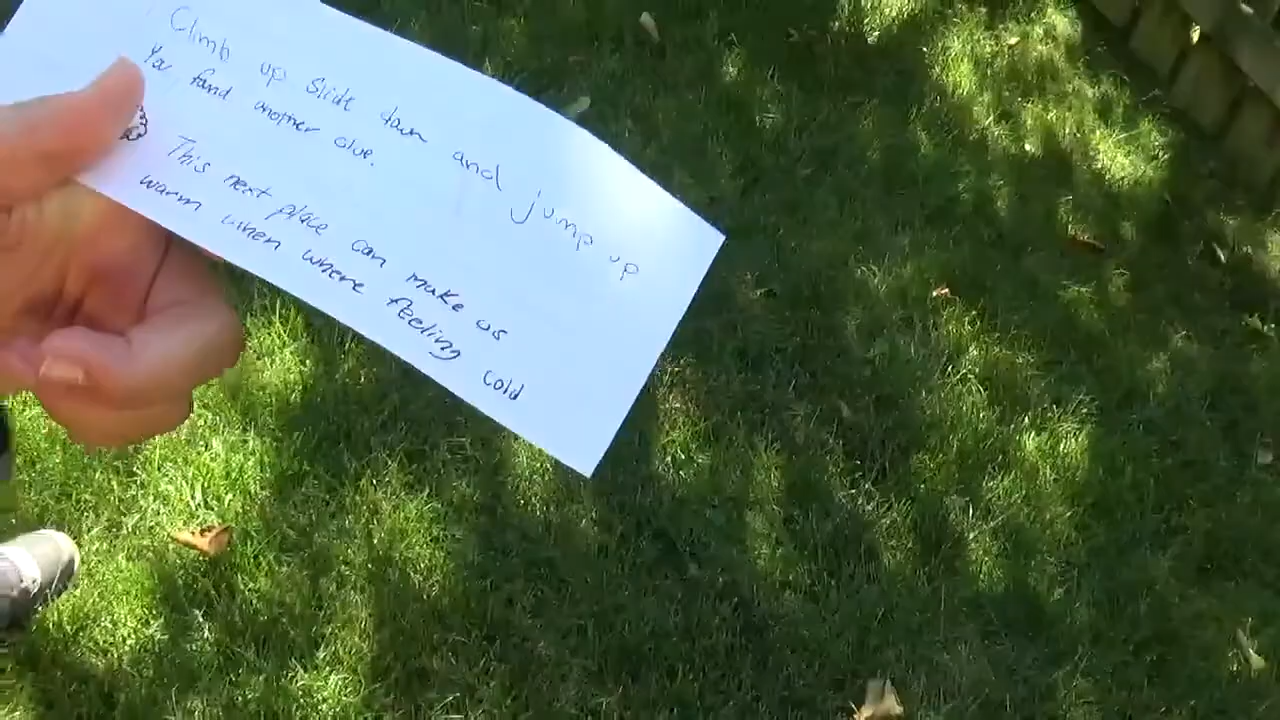 Climb up Slide down and jump up
You fand another clue.
This next place can make us
warm when where feeling cold